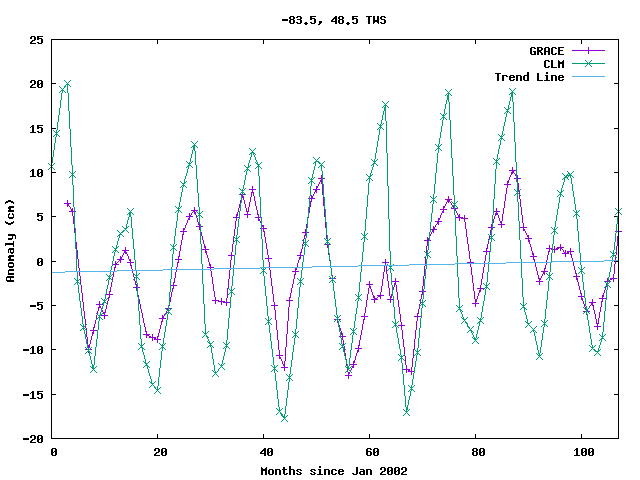 -83.5, 48.5 TWS
25
20
15
10
5
0
-5
-10
-15
-20
Anomaly (cm)
GRACE
CLM
Trend Line
0 20 40 60 80 100
Months since Jan 2002